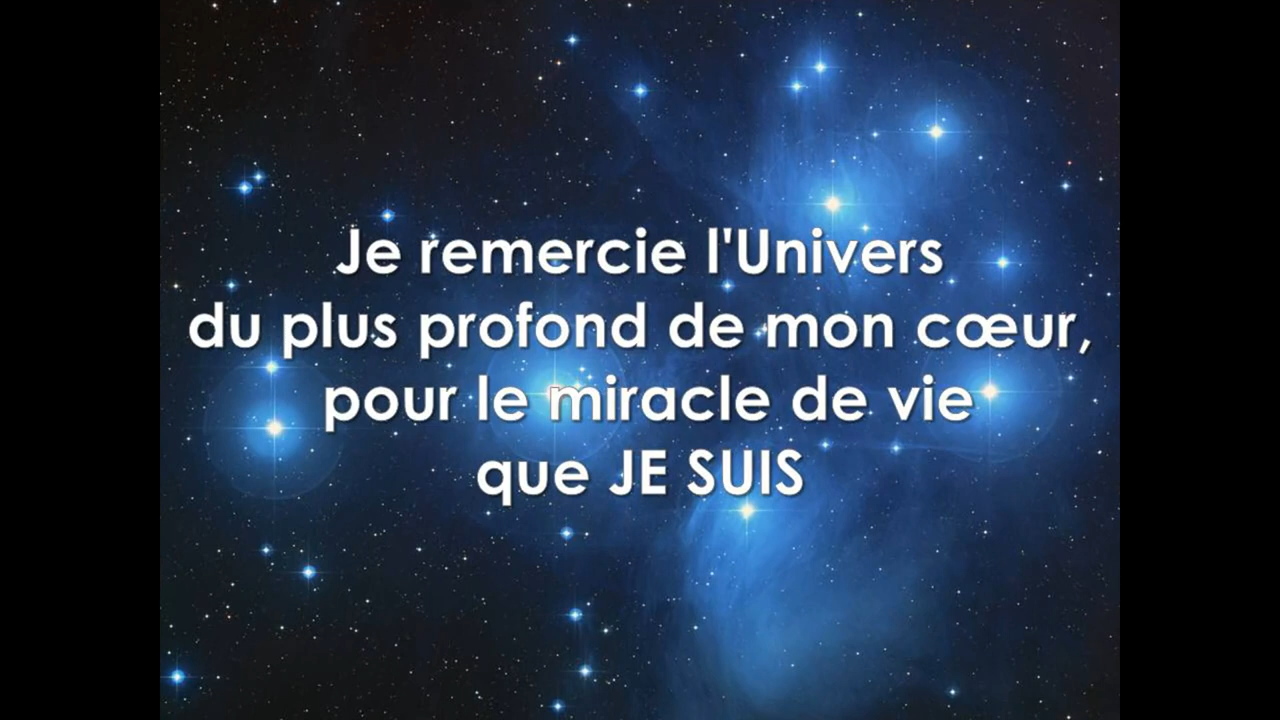 Je remercie l'Univers
du plus profond de mon cœur,
pour le miracle de vie
que JE SUIS